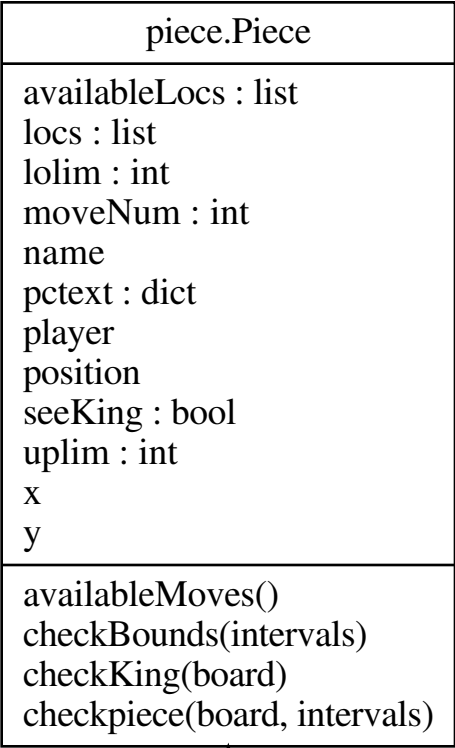 piece.Piece
availableLocs : list
locs : list
lolim : int
moveNum : int
name
pctext : dict
player
position
seeKing : bool
uplim : int
x
y
availableMoves()
checkBounds(intervals)
checkKing(board)
checkpiece(board, intervals)